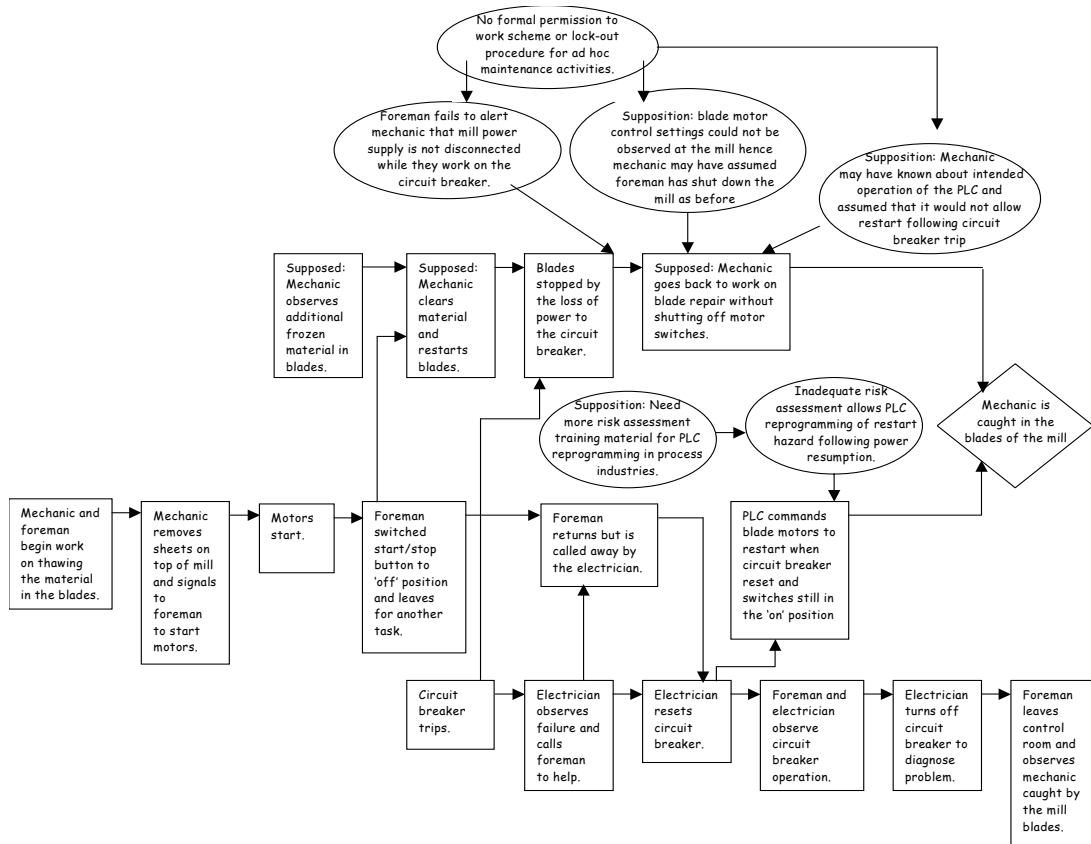 No formal permission to
work scheme or lock-out
procedure for ad hoc
maintenance activities.
Foreman fails to alert
mechanic that mill power
supply is not disconnected
while they work on the
circuit breaker.
Supposition: blade motor
control settings could not be
observed at the mill hence
mechanic may have assumed
foreman has shut down the
mill as before
Supposition: Mechanic
may have known about intended
operation of the PLC and
assumed that it would not allow
restart following circuit
breaker trip
Supposed:
Mechanic
observes
additional
frozen
material in
blades.
Supposed:
Mechanic
clears
material
and
restarts
blades.
Blades
stopped by
the loss of
power to
the circuit
breaker.
Supposed: Mechanic
goes back to work on
blade repair without
shutting off motor
switches.
Supposition: Need
more risk assessment
training material for PLC
reprogramming in process
industries.
Inadequate risk
assessment allows PLC
reprogramming of restart
hazard following power
resumption.
Mechanic is
caught in the
blades of the mill
Mechanic and
foreman
begin work
on thawing
the material
in the blades.
Mechanic
removes
sheets on
top of mill
and signals
to
foreman
to start
motors.
Motors
start.
Foreman
switched
start/stop
button to
‘off’ position
and leaves
for another
task.
Foreman
returns but is
called away by
the electrician.
PLC commands
blade motors to
restart when
circuit breaker
reset and
switches still in
the ‘on’ position
Circuit
breaker
trips.
Electrician
observes
failure and
calls
foreman
to help.
Electrician
resets
circuit
breaker.
Foreman and
electrician
observe
circuit
breaker
operation.
Electrician
turns off
circuit
breaker to
diagnose
problem.
Foreman
leaves
control
room and
observes
mechanic
caught by
the mill
blades.